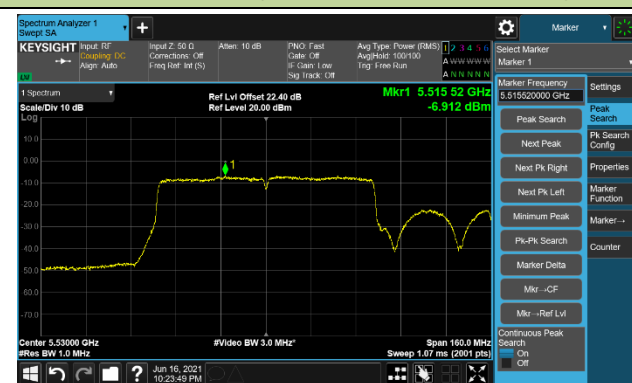 Spectrum Analyzer 1
Swept SA
+
Marker
KEYSIGHT Input: RF Input Z: 50 Ω Atten: 10 dB PNO: Fast Avg Type: Power (RMS) 1 2 3 4 5 6
Coupling: DC Corrections: Off Gate: Off Avg|Hold: 100/100 A W W W W W
Align: Auto Freq Ref: Int (S) IF Gain: Low Trig: Free Run
Sig Track: Off A N N N N N
LW
Select Marker
Marker 1
1 Spectrum
Ref Lvl Offset 22.40 dB Mkr1 5.515 52 GHz
Scale/Div 10 dB Ref Level 20.00 dBm -6.912 dBm
Log
10.0
0.00
-10.0
-20.0
-30.0
-40.0
-50.0
-60.0
-70.0
1
Center 5.53000 GHz #Video BW 3.0 MHz* Span 160.0 MHz
#Res BW 1.0 MHz Sweep 1.07 ms (2001 pts)
Marker Frequency
5.515520000 GHz
Peak Search
Next Peak
Next Pk Right
Next Pk Left
Minimum Peak
Pk-Pk Search
Marker Delta
Mkr→CF
Mkr→Ref Lvl
Continuous Peak
Search
On
Off
Settings
Peak
Search
Pk Search
Config
Properties
Marker
Function
Marker→
Counter
? Jun 16, 2021
10:23:49 PM